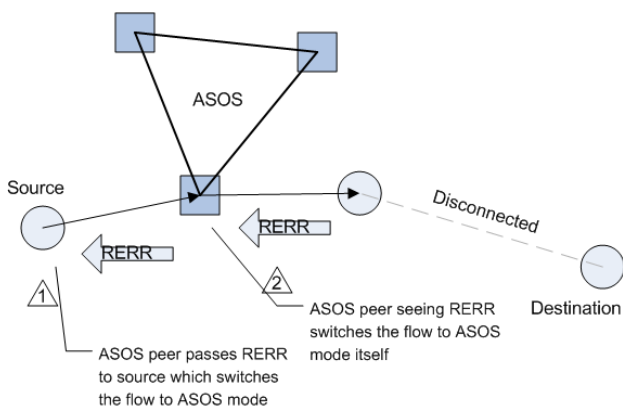 ASOS
Source
Disconnected
RERR
RERR
1
2
ASOS peer seeing RERR
switches the flow to ASOS
mode itself
Destination
ASOS peer passes RERR
to source which switches
the flow to ASOS mode